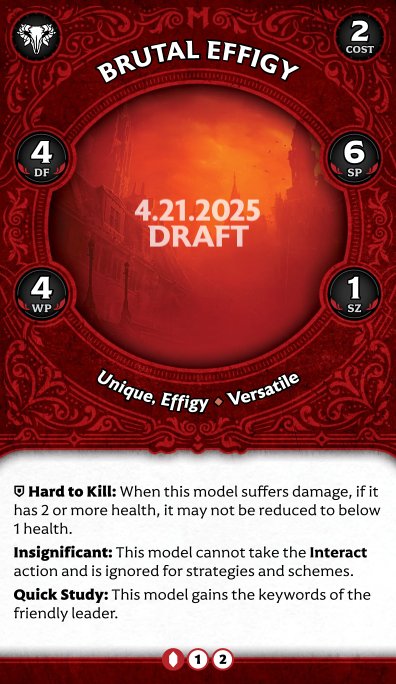 BRUTAL EFFIGY
2
COST
4
DF
6
SP
4.21.2025
DRAFT
4
WP
1
SZ
Unique, Effigy ◆ Versatile
Hard to Kill: When this model suffers damage, if it
has 2 or more health, it may not be reduced to below
1 health.
Insignificant: This model cannot take the Interact
action and is ignored for strategies and schemes.
Quick Study: This model gains the keywords of the
friendly leader.
1 2